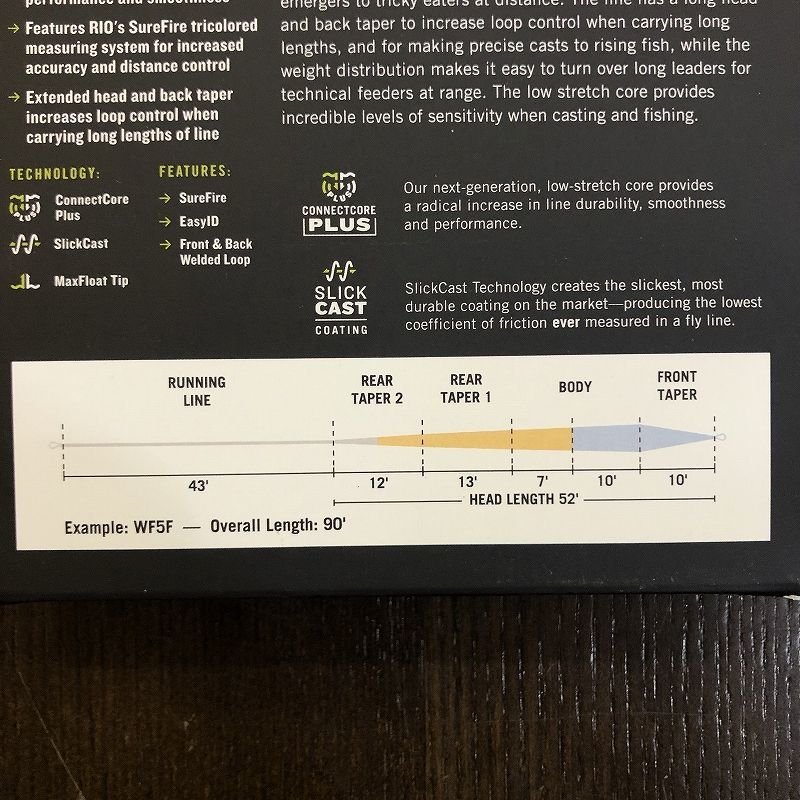 performance and smoothness
→ Features RIO's SureFire tricolored
measuring system for increased
accuracy and distance control
→ Extended head and back taper
increases loop control when
carrying long lengths of line
emergers to tricky eaters at distance. The line has a long head
and back taper to increase loop control when carrying long
lengths, and for making precise casts to rising fish, while the
weight distribution makes it easy to turn over long leaders for
technical feeders at range. The low stretch core provides
incredible levels of sensitivity when casting and fishing.
TECHNOLOGY:
ConnectCore
Plus
SlickCast
MaxFloat Tip
FEATURES:
→ SureFire
→ EasyID
→ Front & Back
Welded Loop
PLUS
CONNECTCORE
PLUS
Our next-generation, low-stretch core provides
a radical increase in line durability, smoothness
and performance.
SLICK
CAST
COATING
SlickCast Technology creates the slickest, most
durable coating on the market—producing the lowest
coefficient of friction ever measured in a fly line.
RUNNING
LINE
REAR
TAPER 2
REAR
TAPER 1
BODY
FRONT
TAPER
43' 12' 13' 7' 10' 10'
HEAD LENGTH 52'
Example: WF5F — Overall Length: 90'